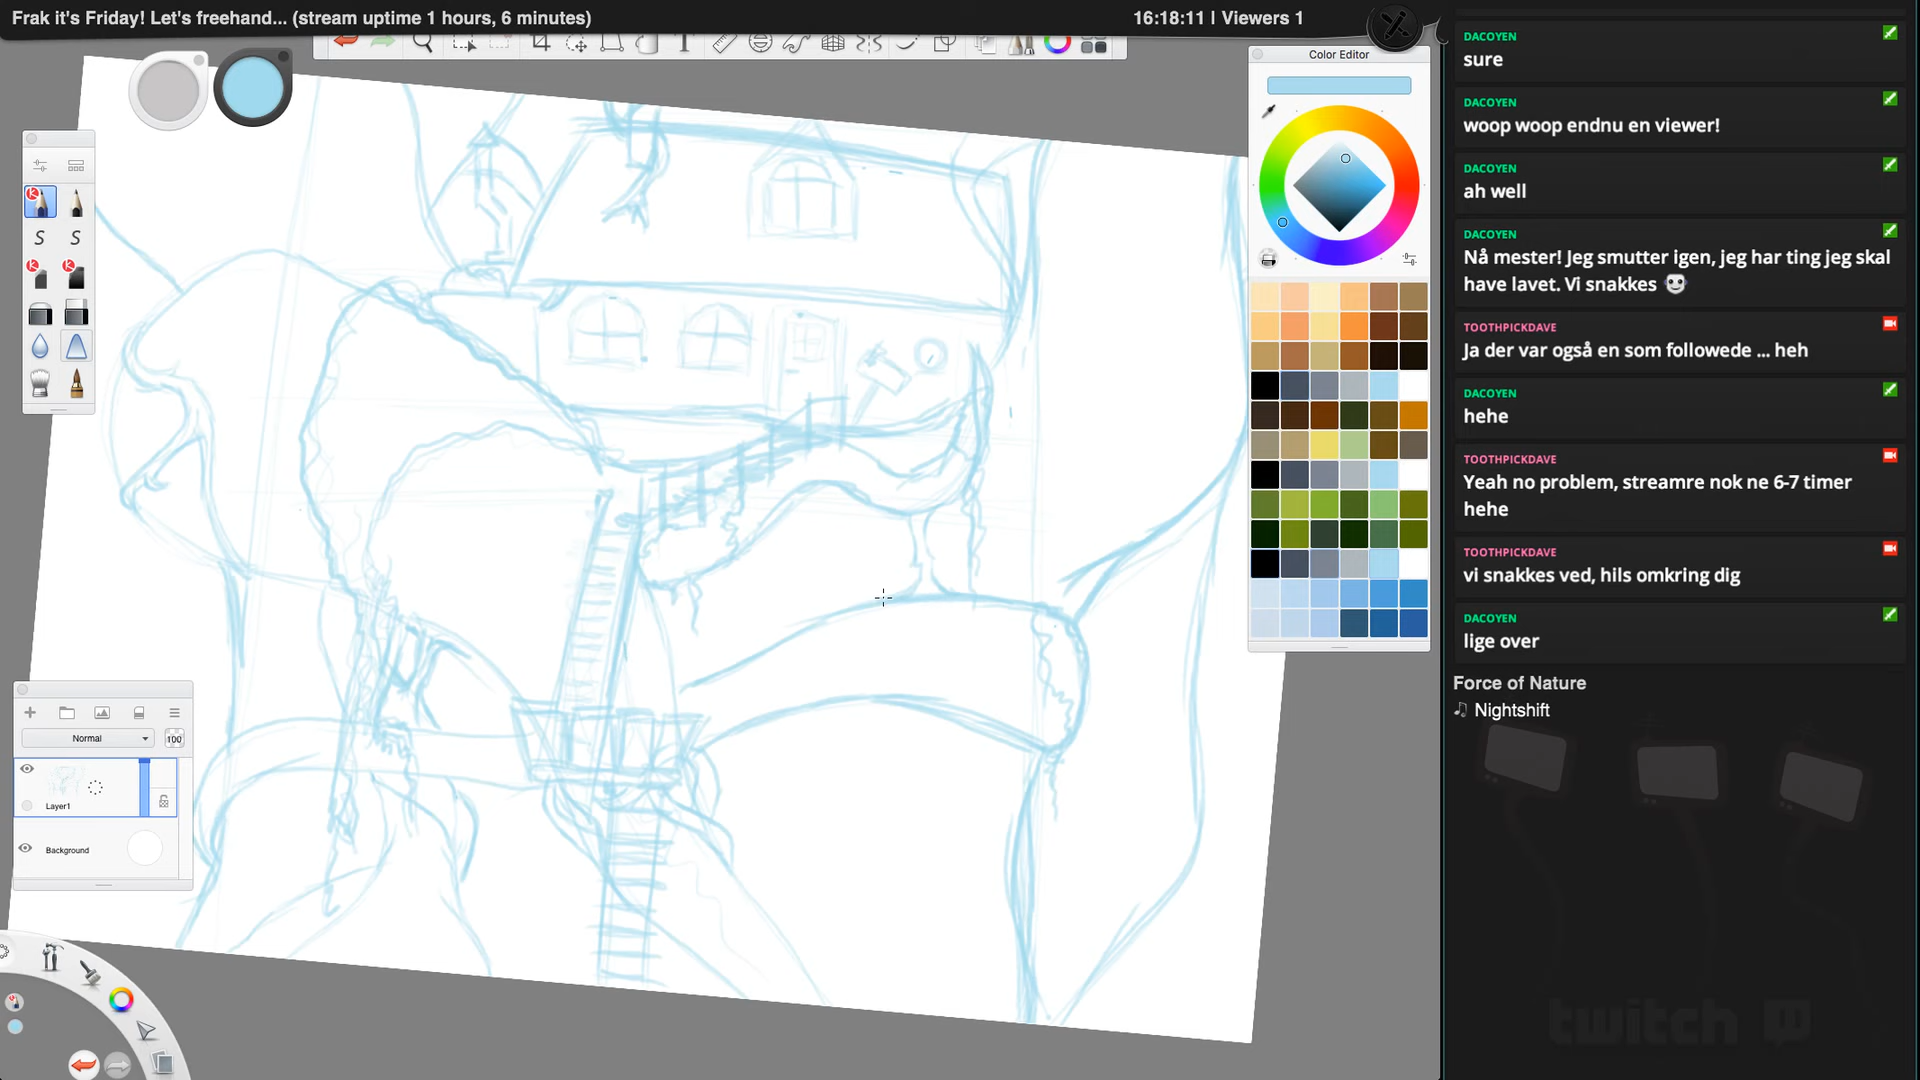 Frak it's Friday! Let's freehand... (stream uptime 1 hours, 6 minutes)
16:18:11 | Viewers 1
Color Editor
Normal
100
Layer1
Background
DACOYEN
sure
DACOYEN
woop woop endnu en viewer!
DACOYEN
ah well
DACOYEN
Nå mester! Jeg smutter igen, jeg har ting jeg skal
have lavet. Vi snakkes
TOOTHPICKDAVE
Ja der var også en som followede ... heh
DACOYEN
hehe
TOOTHPICKDAVE
Yeah no problem, streamre nok ne 6-7 timer
hehe
TOOTHPICKDAVE
vi snakkes ved, hils omkring dig
DACOYEN
lige over
Force of Nature
Nightshift
twitch